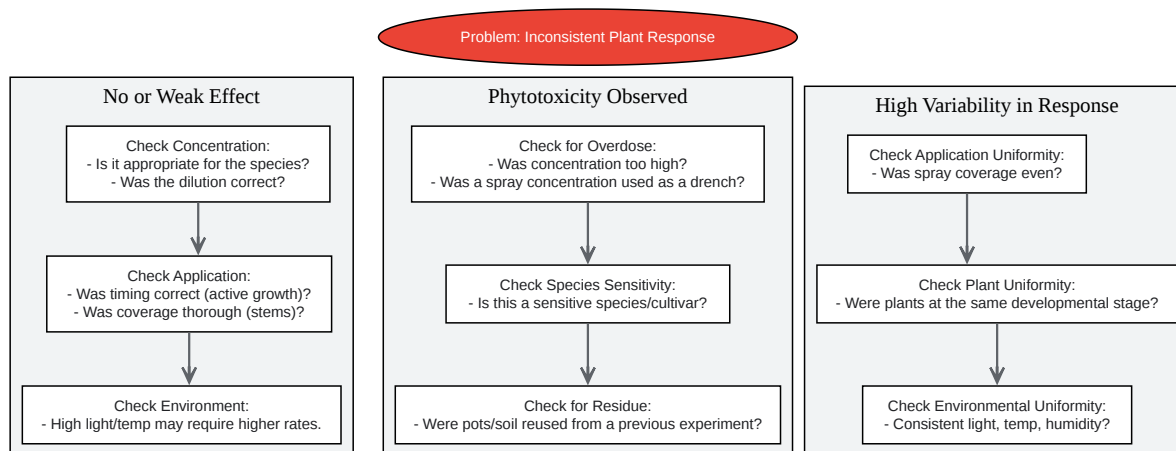 Problem: Inconsistent Plant Response
No or Weak Effect
Check Concentration:
- Is it appropriate for the species?
- Was the dilution correct?
Check Application:
- Was timing correct (active growth)?
- Was coverage thorough (stems)?
Check Environment:
- High light/temp may require higher rates.
Phytotoxicity Observed
Check for Overdose:
- Was concentration too high?
- Was a spray concentration used as a drench?
Check Species Sensitivity:
- Is this a sensitive species/cultivar?
Check for Residue:
- Were pots/soil reused from a previous experiment?
High Variability in Response
Check Application Uniformity:
- Was spray coverage even?
Check Plant Uniformity:
- Were plants at the same developmental stage?
Check Environmental Uniformity:
- Consistent light, temp, humidity?